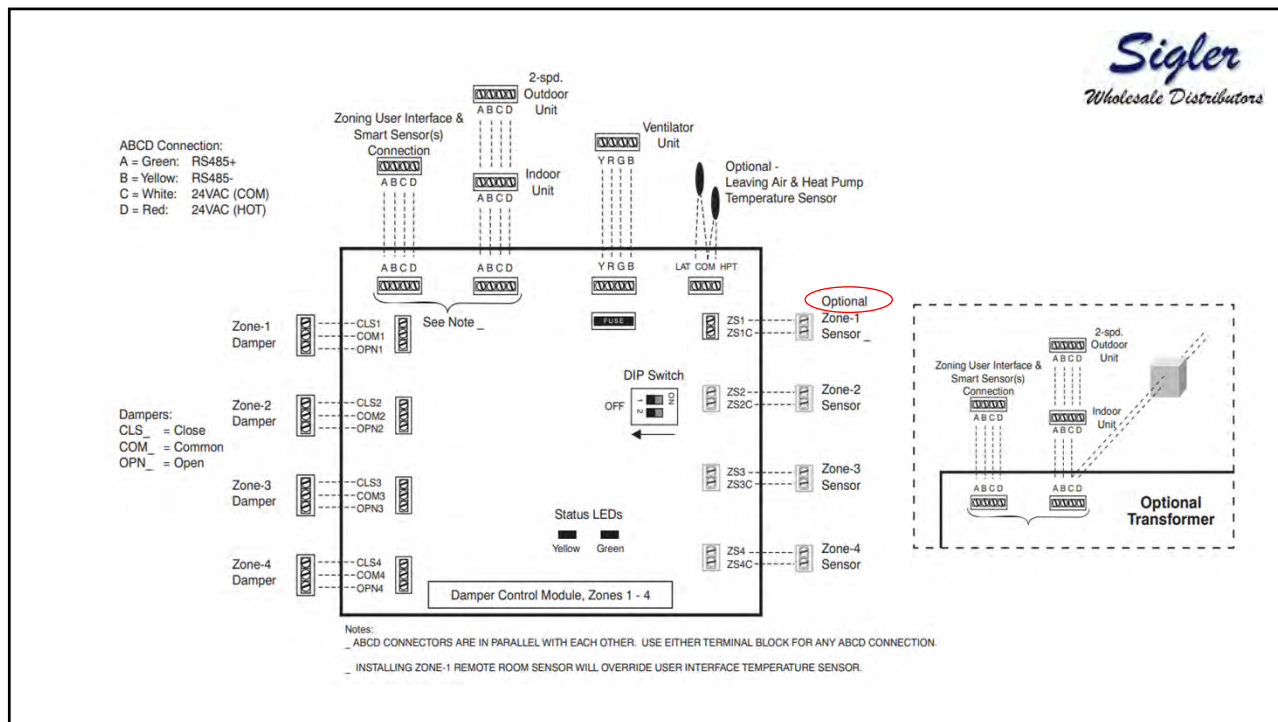 Sigler
Wholesale Distributors
2-spd.
Outdoor
Unit
A B C D
Zoning User Interface &
Smart Sensor(s)
Connection
A B C D
Indoor
Unit
A B C D
Ventilator
Unit
Y R G B
Optional -
Leaving Air & Heat Pump
Temperature Sensor
ABCD Connection:
A = Green: RS485+
B = Yellow: RS485-
C = White: 24VAC (COM)
D = Red: 24VAC (HOT)
A B C D
A B C D
Y R G B
LAT COM HPT
See Note _
FUSE
Zone-1
Damper
CLS1
COM1
OPN1
Zone-2
Damper
CLS2
COM2
OPN2
Zone-3
Damper
CLS3
COM3
OPN3
Zone-4
Damper
CLS4
COM4
OPN4
Dampers:
CLS_ = Close
COM_ = Common
OPN_ = Open
DIP Switch
OFF
1
2
ON
Status LEDs
Yellow
Green
Damper Control Module, Zones 1 - 4
ZS1
ZS1C
Optional
Zone-1
Sensor _
ZS2
ZS2C
Zone-2
Sensor
ZS3
ZS3C
Zone-3
Sensor
ZS4
ZS4C
Zone-4
Sensor
2-spd.
Outdoor
Unit
A B C D
Zoning User Interface &
Smart Sensor(s)
Connection
A B C D
Indoor
Unit
A B C D
A B C D
A B C D
Optional
Transformer
Notes:
_ ABCD CONNECTORS ARE IN PARALLEL WITH EACH OTHER. USE EITHER TERMINAL BLOCK FOR ANY ABCD CONNECTION.
_ INSTALLING ZONE-1 REMOTE ROOM SENSOR WILL OVERRIDE USER INTERFACE TEMPERATURE SENSOR.